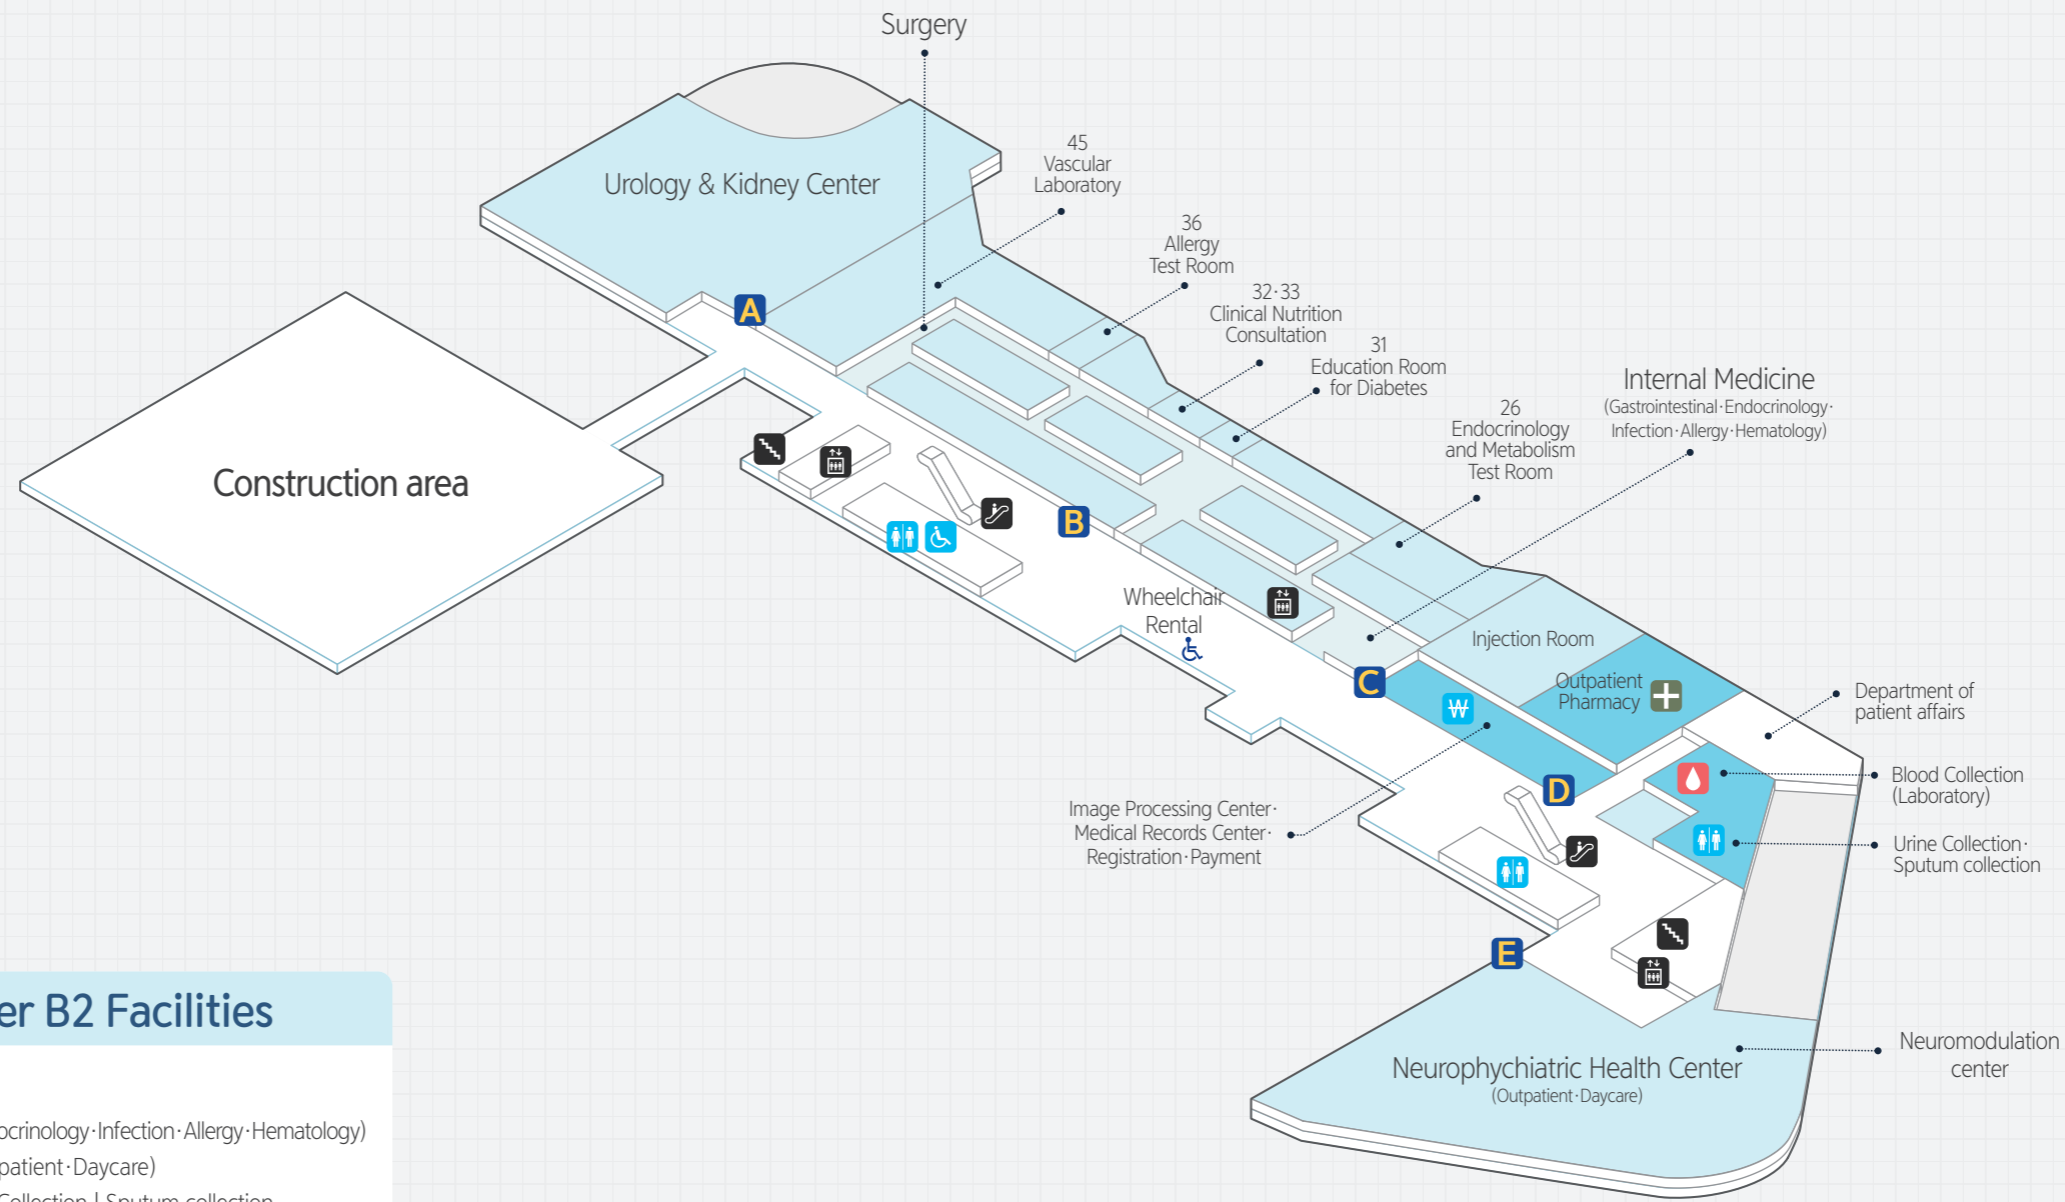 Surgery
Urology & Kidney Center
45
Vascular
Laboratory
36
Allergy
Test Room
32·33
Clinical Nutrition
Consultation
31
Education Room
for Diabetes
Internal Medicine
(Gastrointestinal·Endocrinology·
Infection·Allergy·Hematology)
26
Endocrinology
and Metabolism
Test Room
A
Construction area
B
Wheelchair
Rental
Injection Room
C
Outpatient
Pharmacy
₩
Department of
patient affairs
D
Blood Collection
(Laboratory)
Image Processing Center·
Medical Records Center·
Registration·Payment
Urine Collection·
Sputum collection
E
Neurophychiatric Health Center
(Outpatient·Daycare)
Neuromodulation
center
er B2 Facilities
ocrinology·Infection·Allergy·Hematology)
patient·Daycare)
Collection | Sputum collection